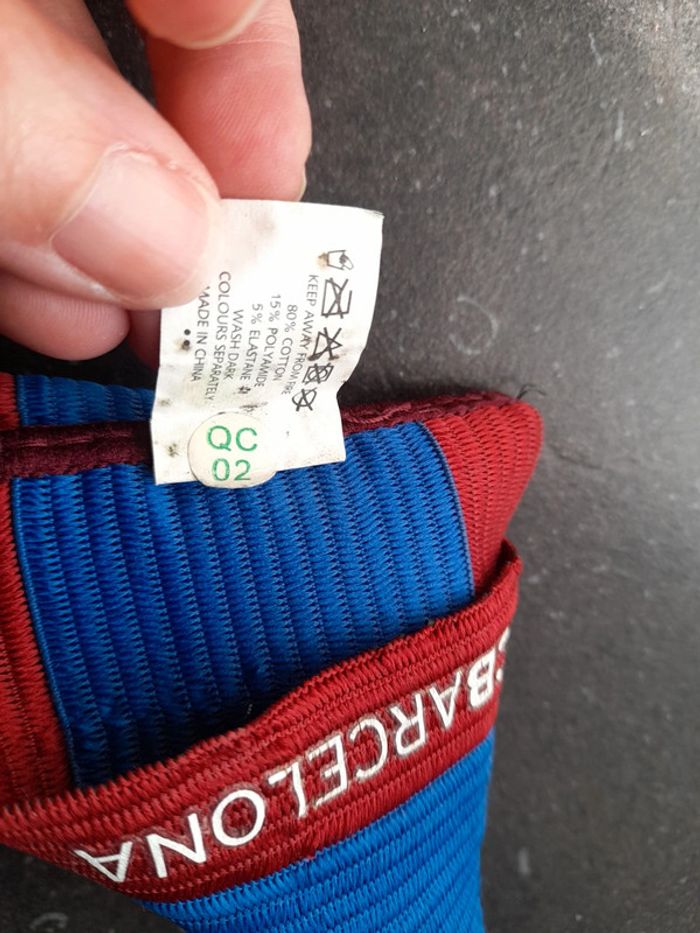 KEEP AWAY FROM FIRE
80% COTTON
15% POLYAMIDE
5% ELASTANE
WASH DARK
COLOURS SEPARATELY
MADE IN CHINA
QC
02
BARCELONA